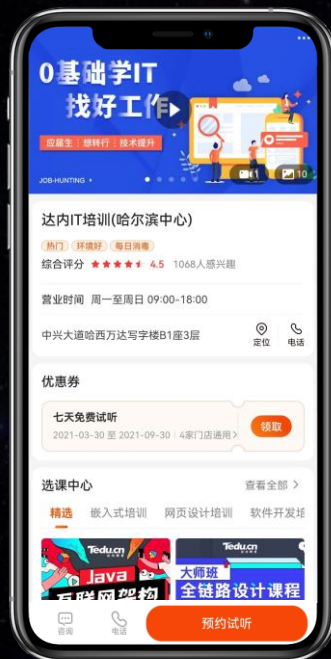 0基础学IT
找好工作
应届生 | 想转行 | 技术提升
JOB-HUNTING
1
10
达内IT培训(哈尔滨中心)
热门 环境好 每日消毒
综合评分 4.5 1068人感兴趣
营业时间 周一至周日 09:00-18:00
中兴大道哈西万达写字楼B1座3层
定位 电话
优惠券
七天免费试听
2021-03-30 至 2021-09-30 | 4家门店通用>
领取
选课中心 查看全部 >
精选 嵌入式培训 网页设计培训 软件开发培
Tedu.cn
Java
互联网架构
Tedu.cn
大师班
全链路设计课程
咨询 电话 预约试听